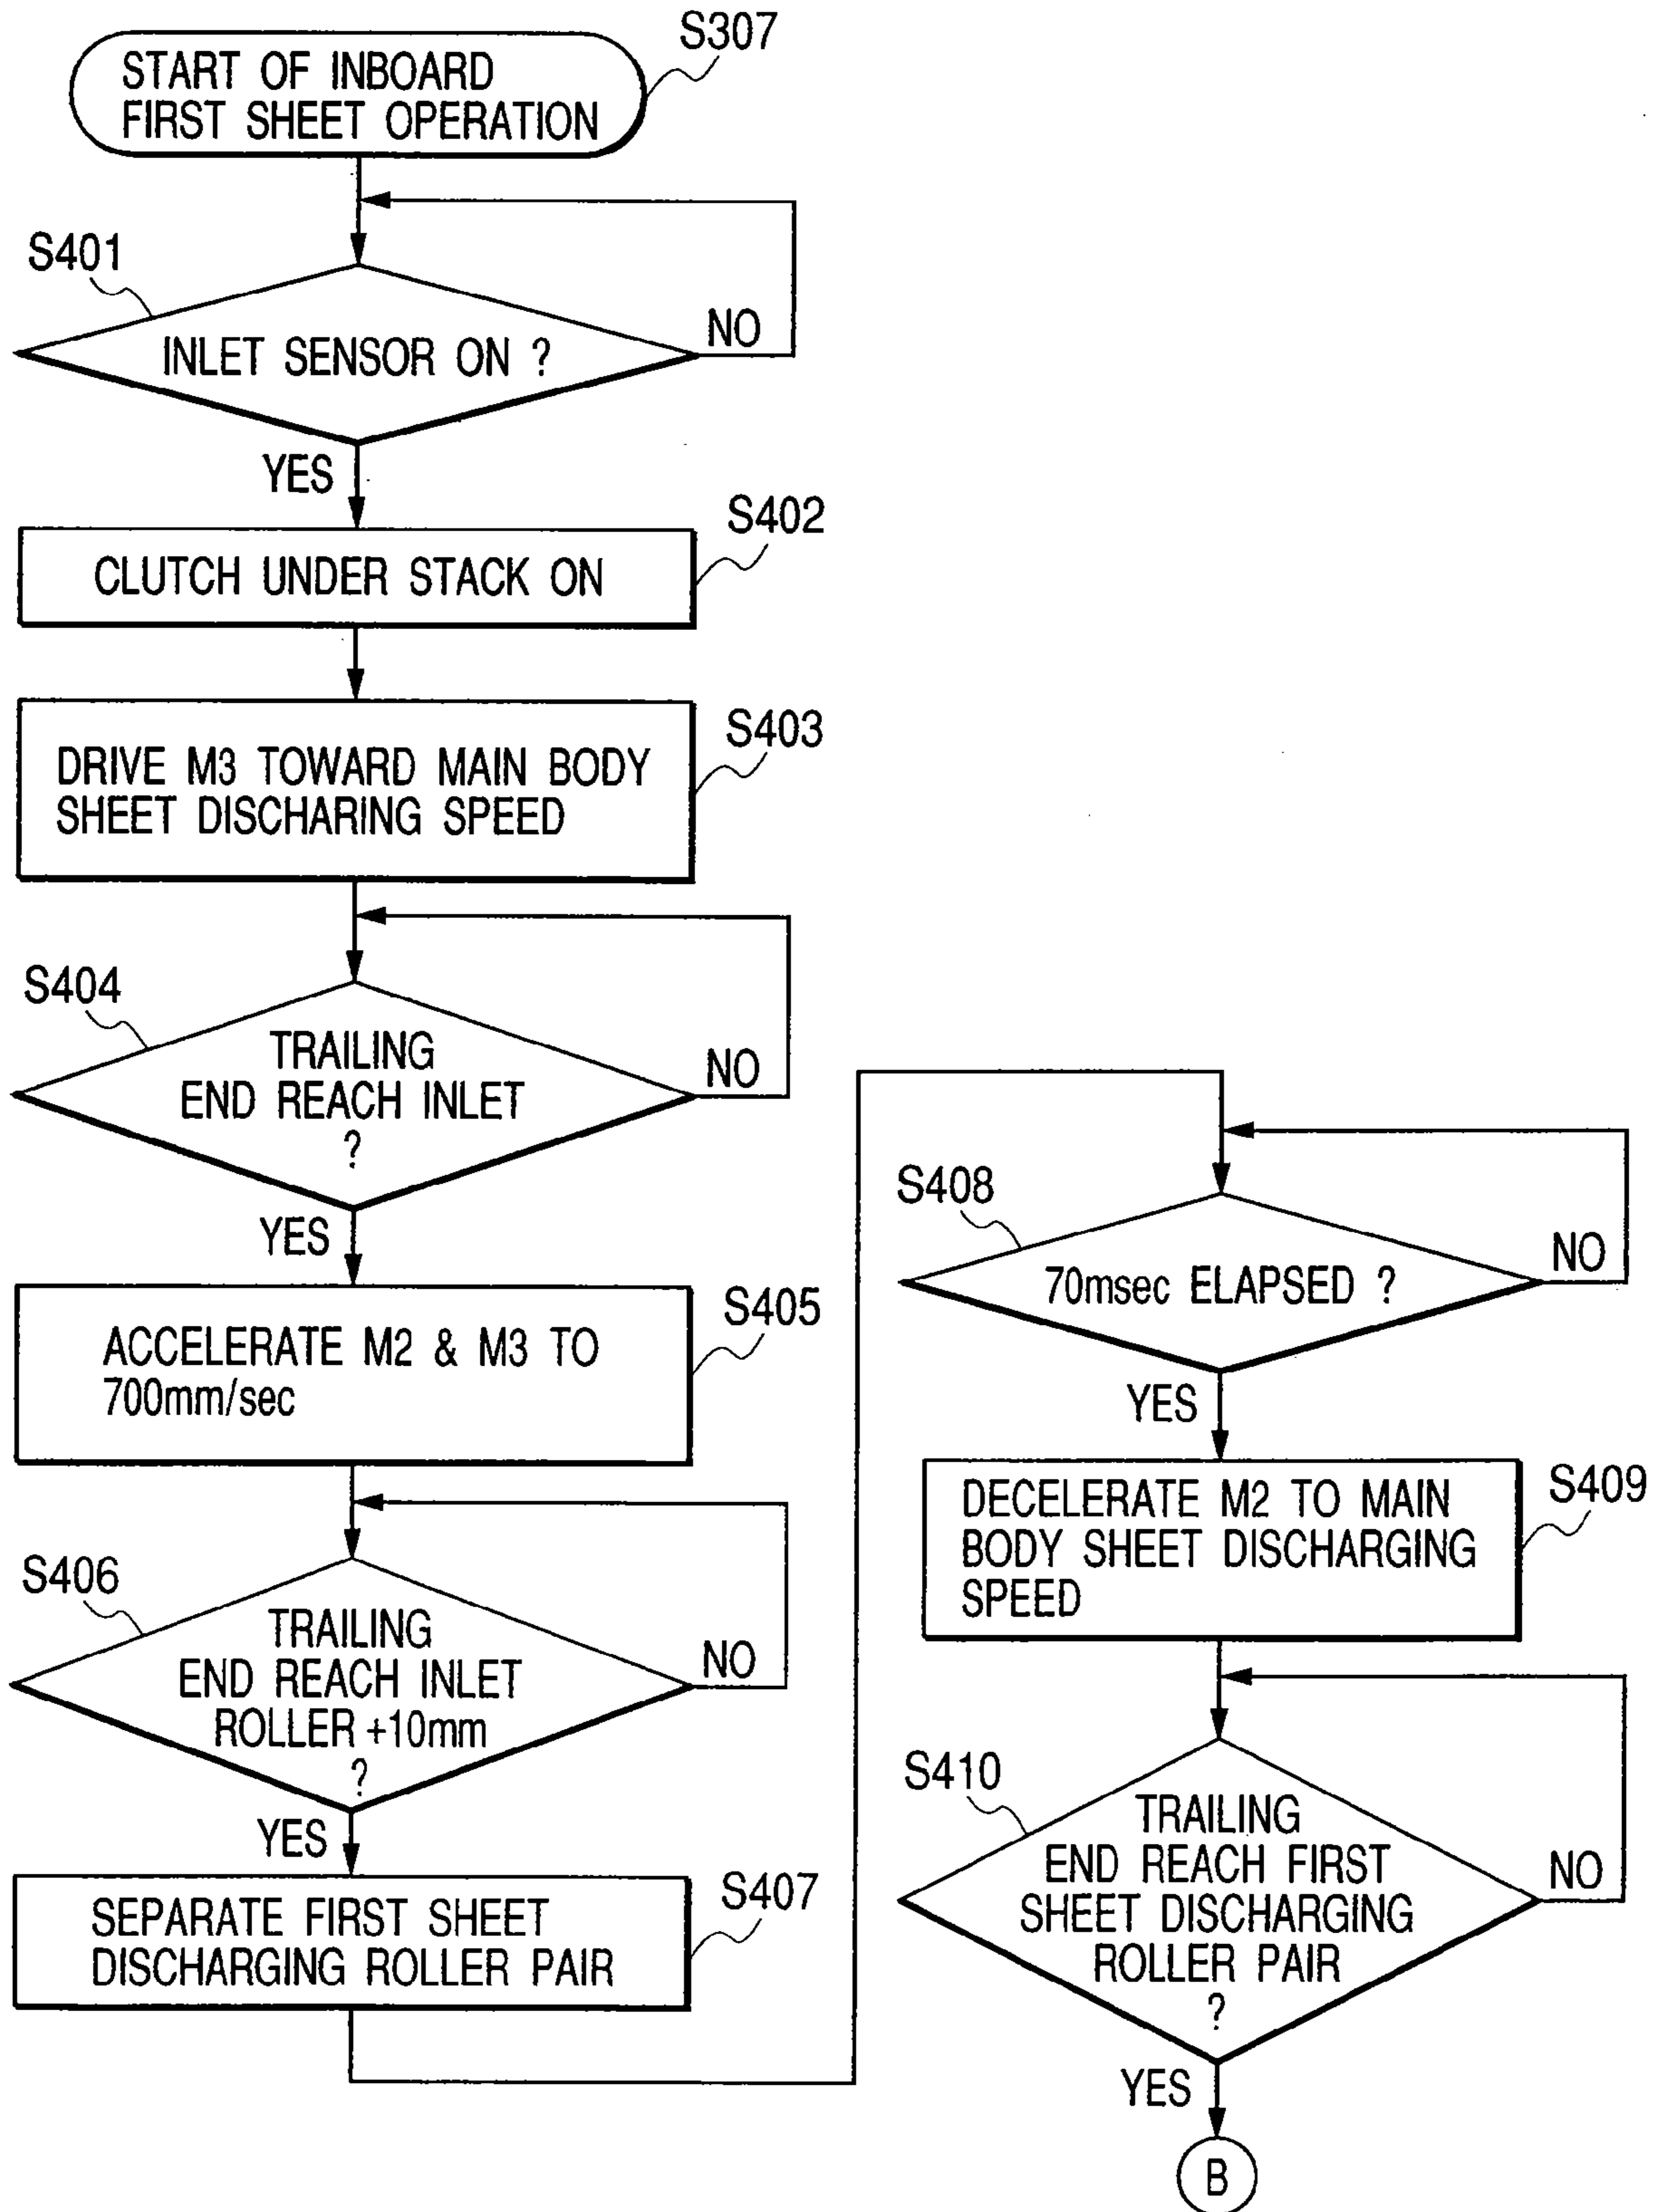 S307
START OF INBOARD
FIRST SHEET OPERATION
S401
INLET SENSOR ON ?
NO
YES
S402
CLUTCH UNDER STACK ON
S403
DRIVE M3 TOWARD MAIN BODY
SHEET DISCHARING SPEED
S404
TRAILING
END REACH INLET
?
NO
YES
S405
ACCELERATE M2 & M3 TO
700mm/sec
S406
TRAILING
END REACH INLET
ROLLER +10mm
?
NO
YES
S407
SEPARATE FIRST SHEET
DISCHARGING ROLLER PAIR
S408
70msec ELAPSED ?
NO
YES
S409
DECELERATE M2 TO MAIN
BODY SHEET DISCHARGING
SPEED
S410
TRAILING
END REACH FIRST
SHEET DISCHARGING
ROLLER PAIR
?
NO
YES
B